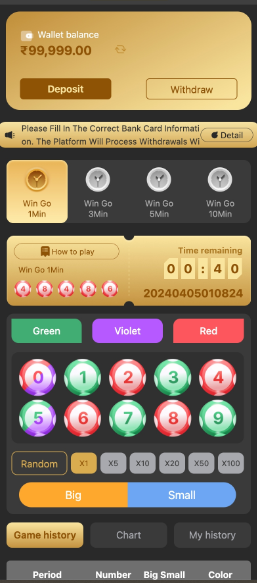 Wallet balance
₹99,999.00
Deposit
Withdraw
Please Fill In The Correct Bank Card Informati
on, The Platform Will Process Withdrawals Wi
Detail
Win Go
1Min
Win Go
3Min
Win Go
5Min
Win Go
10Min
How to play
Win Go 1Min
4 8 4 8 6
Time remaining
00:40
20240405010824
Green Violet Red
0 1 2 3 4
5 6 7 8 9
Random X1 X5 X10 X20 X50 X100
Big Small
Game history Chart My history
Period Number Big Small Color